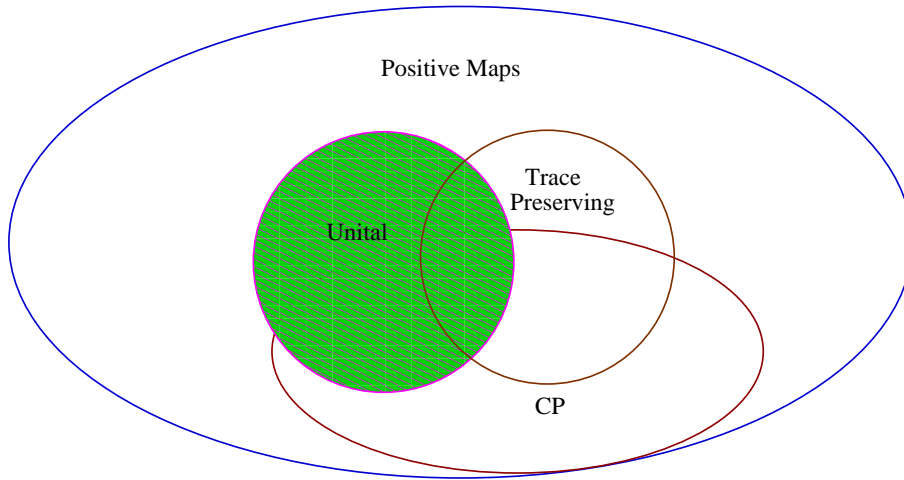 Positive Maps
Trace
Preserving
Unital
CP